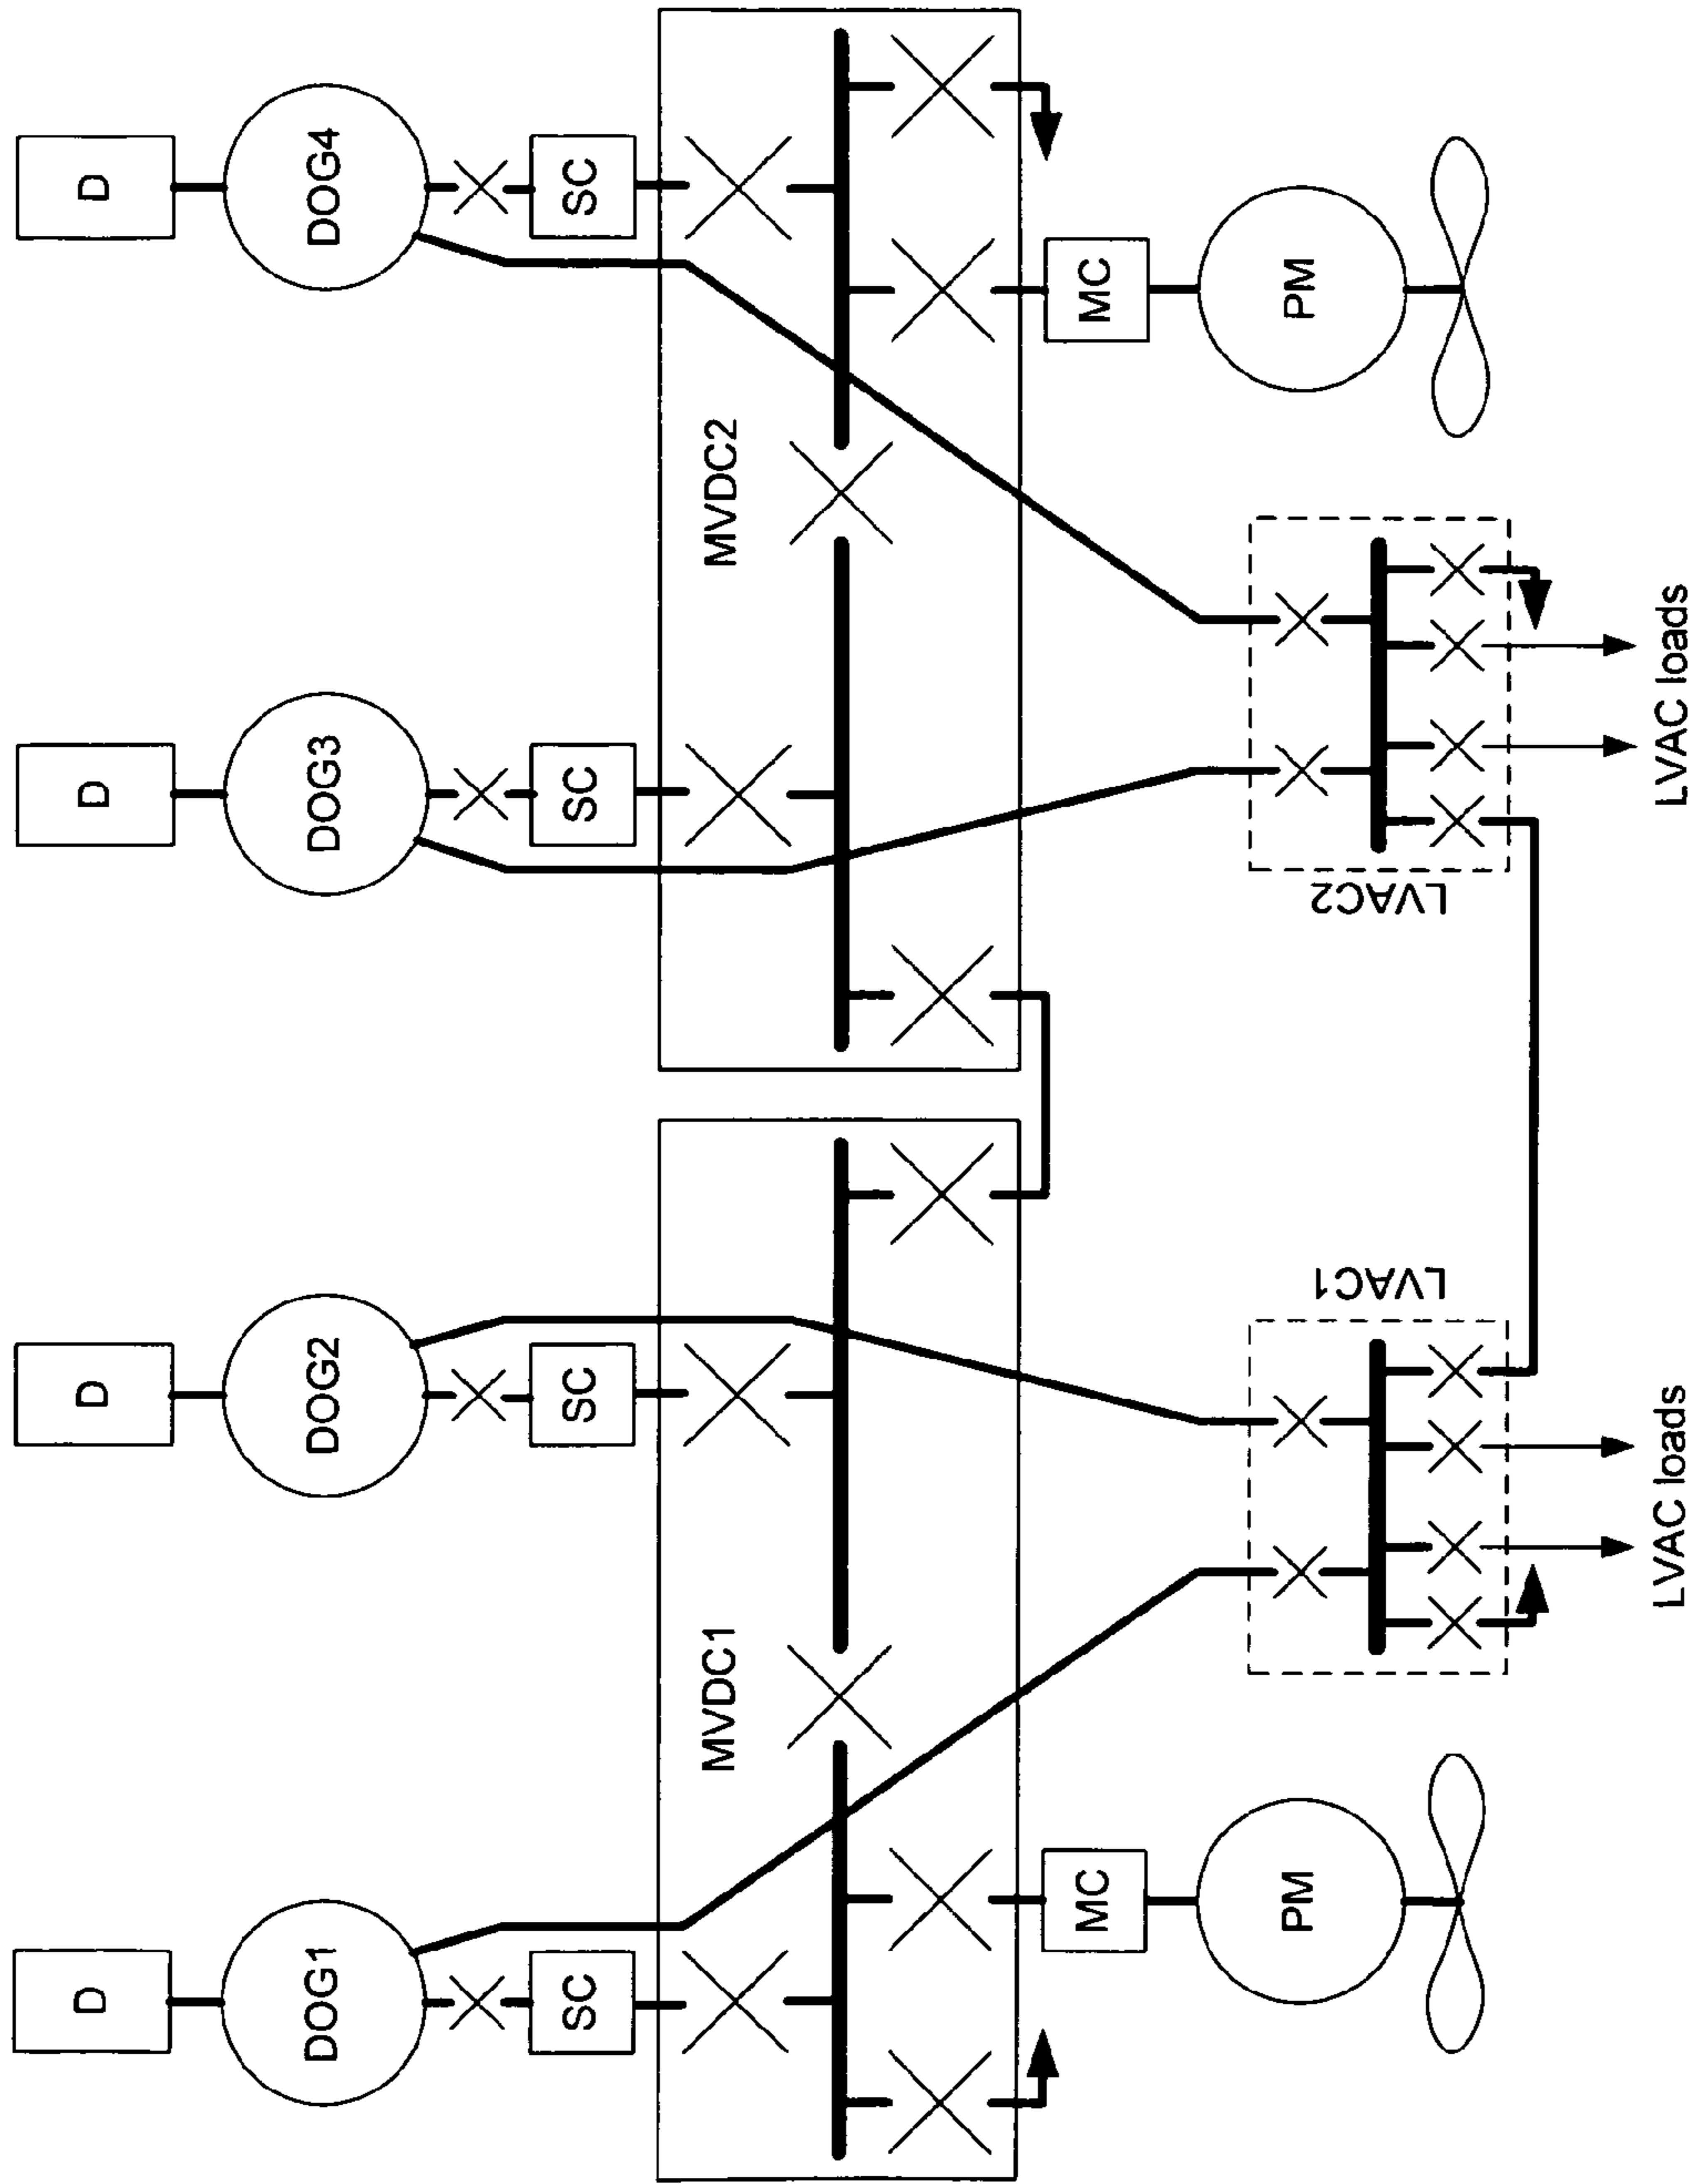 D
D
D
D
DOG1
DOG2
DOG3
DOG4
SC
SC
SC
SC
MVDC1
MVDC2
MC
MC
PM
PM
LVAC1
LVAC2
LVAC loads
LVAC loads